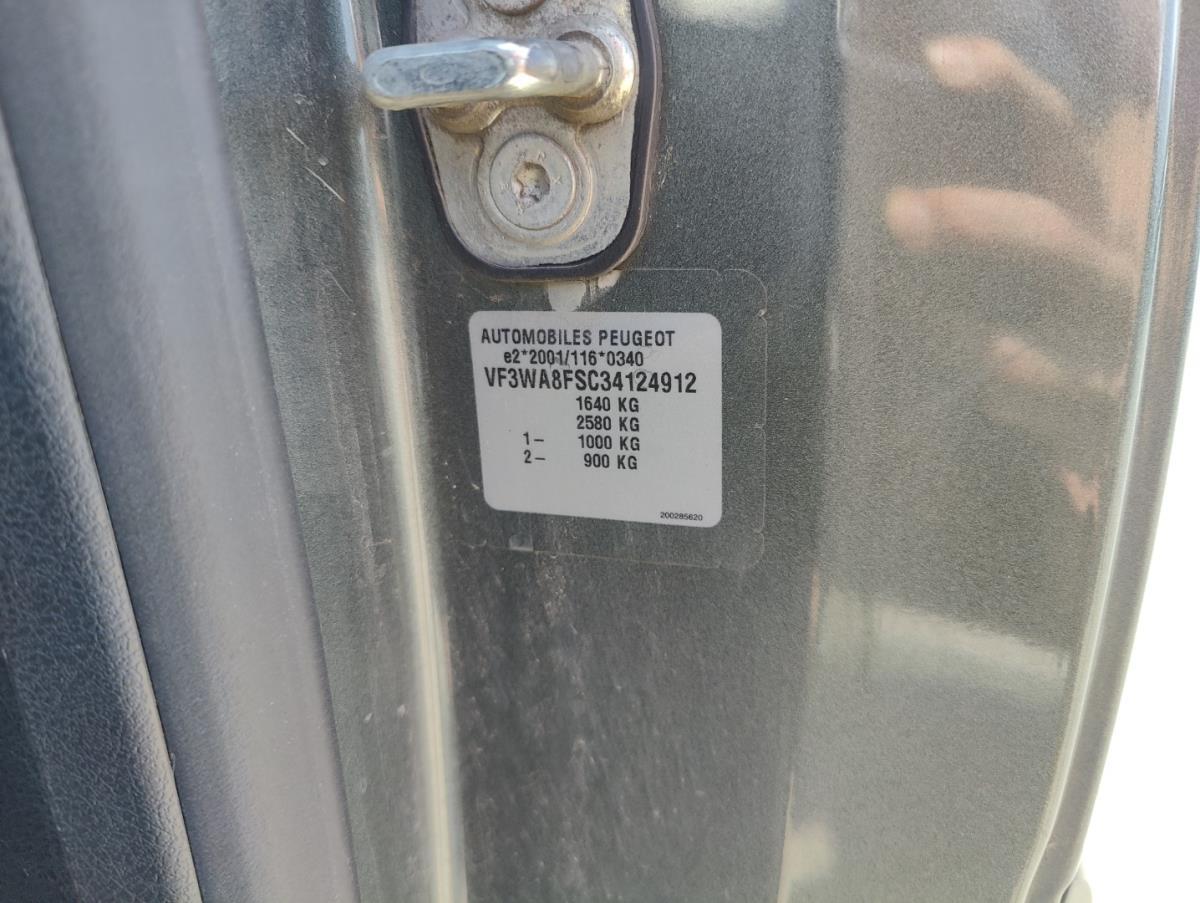 AUTOMOBILES PEUGEOT
e2*2001/116*0340
VF3WA8FSC34124912
1640 KG
2580 KG
1- 1000 KG
2- 900 KG
200285620